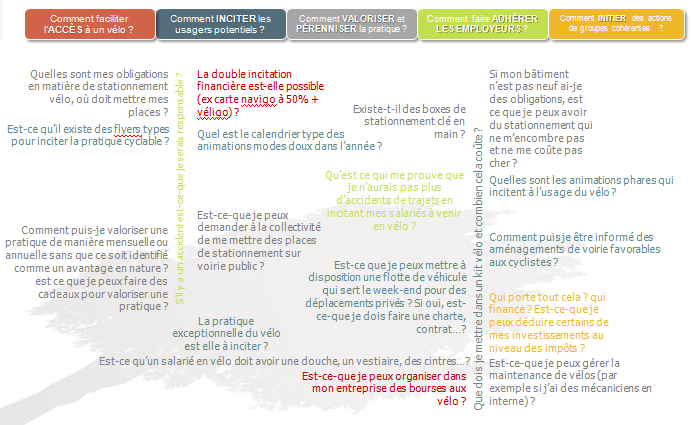 Comment faciliter
l'ACCÈS à un vélo ?
Comment INCITER les
usagers potentiels ?
Comment VALORISER et
PÉRENNISER la pratique ?
Comment faire ADHÉRER
LES EMPLOYEURS ?
Comment INITIER des actions
de groupes cohérentes ?
Quelles sont mes obligations
en matière de stationnement
vélo, où doit mettre mes
places ?
Est-ce qu'il existe des flyers types
pour inciter la pratique cyclable ?
Comment puis-je valoriser une
pratique de manière mensuelle ou
annuelle sans que ce soit identifié
comme un avantage en nature ?
est ce que je peux faire des
cadeaux pour valoriser une
pratique ?
S'il y a un accident est-ce-que je serais responsable ?
La double incitation
financière est-elle possible
(ex carte navigo à 50% +
véligo) ?
Quel est le calendrier type des
animations modes doux dans l'année ?
Est-ce-que je peux
demander à la collectivité
de me mettre des places
de stationnement sur
voirie public ?
La pratique
exceptionnelle du vélo
est elle à inciter ?
Existe-t-il des boxes de
stationnement clé en
main ?
Qu'est ce qui me prouve que
je n'aurais pas plus
d'accidents de trajets en
incitant mes salariés à venir
en vélo ?
Est-ce-que je peux mettre à
disposition une flotte de véhicule
qui sert le week-end pour des
déplacements privés ? Si oui, est-
ce-que je dois faire une charte,
contrat…?
Est-ce qu'un salarié en vélo doit avoir une douche, un vestiaire, des cintres…?
Est-ce-que je peux organiser dans
mon entreprise des bourses aux
vélo ?
Que dois je mettre dans un kit vélo et combien cela coûte ?
Si mon bâtiment
n'est pas neuf ai-je
des obligations, est
ce que je peux avoir
du stationnement qui
ne m'encombre pas
et ne me coûte pas
cher ?
Quelles sont les animations phares qui
incitent à l'usage du vélo ?
Comment puis-je être informé des
aménagements de voirie favorables
aux cyclistes ?
Qui porte tout cela ? qui
finance ? Est-ce-que je
peux déduire certains de
mes investissements au
niveau des impôts ?
Est-ce-que je peux gérer la
maintenance de vélos (par
exemple si j'ai des mécaniciens en
interne) ?